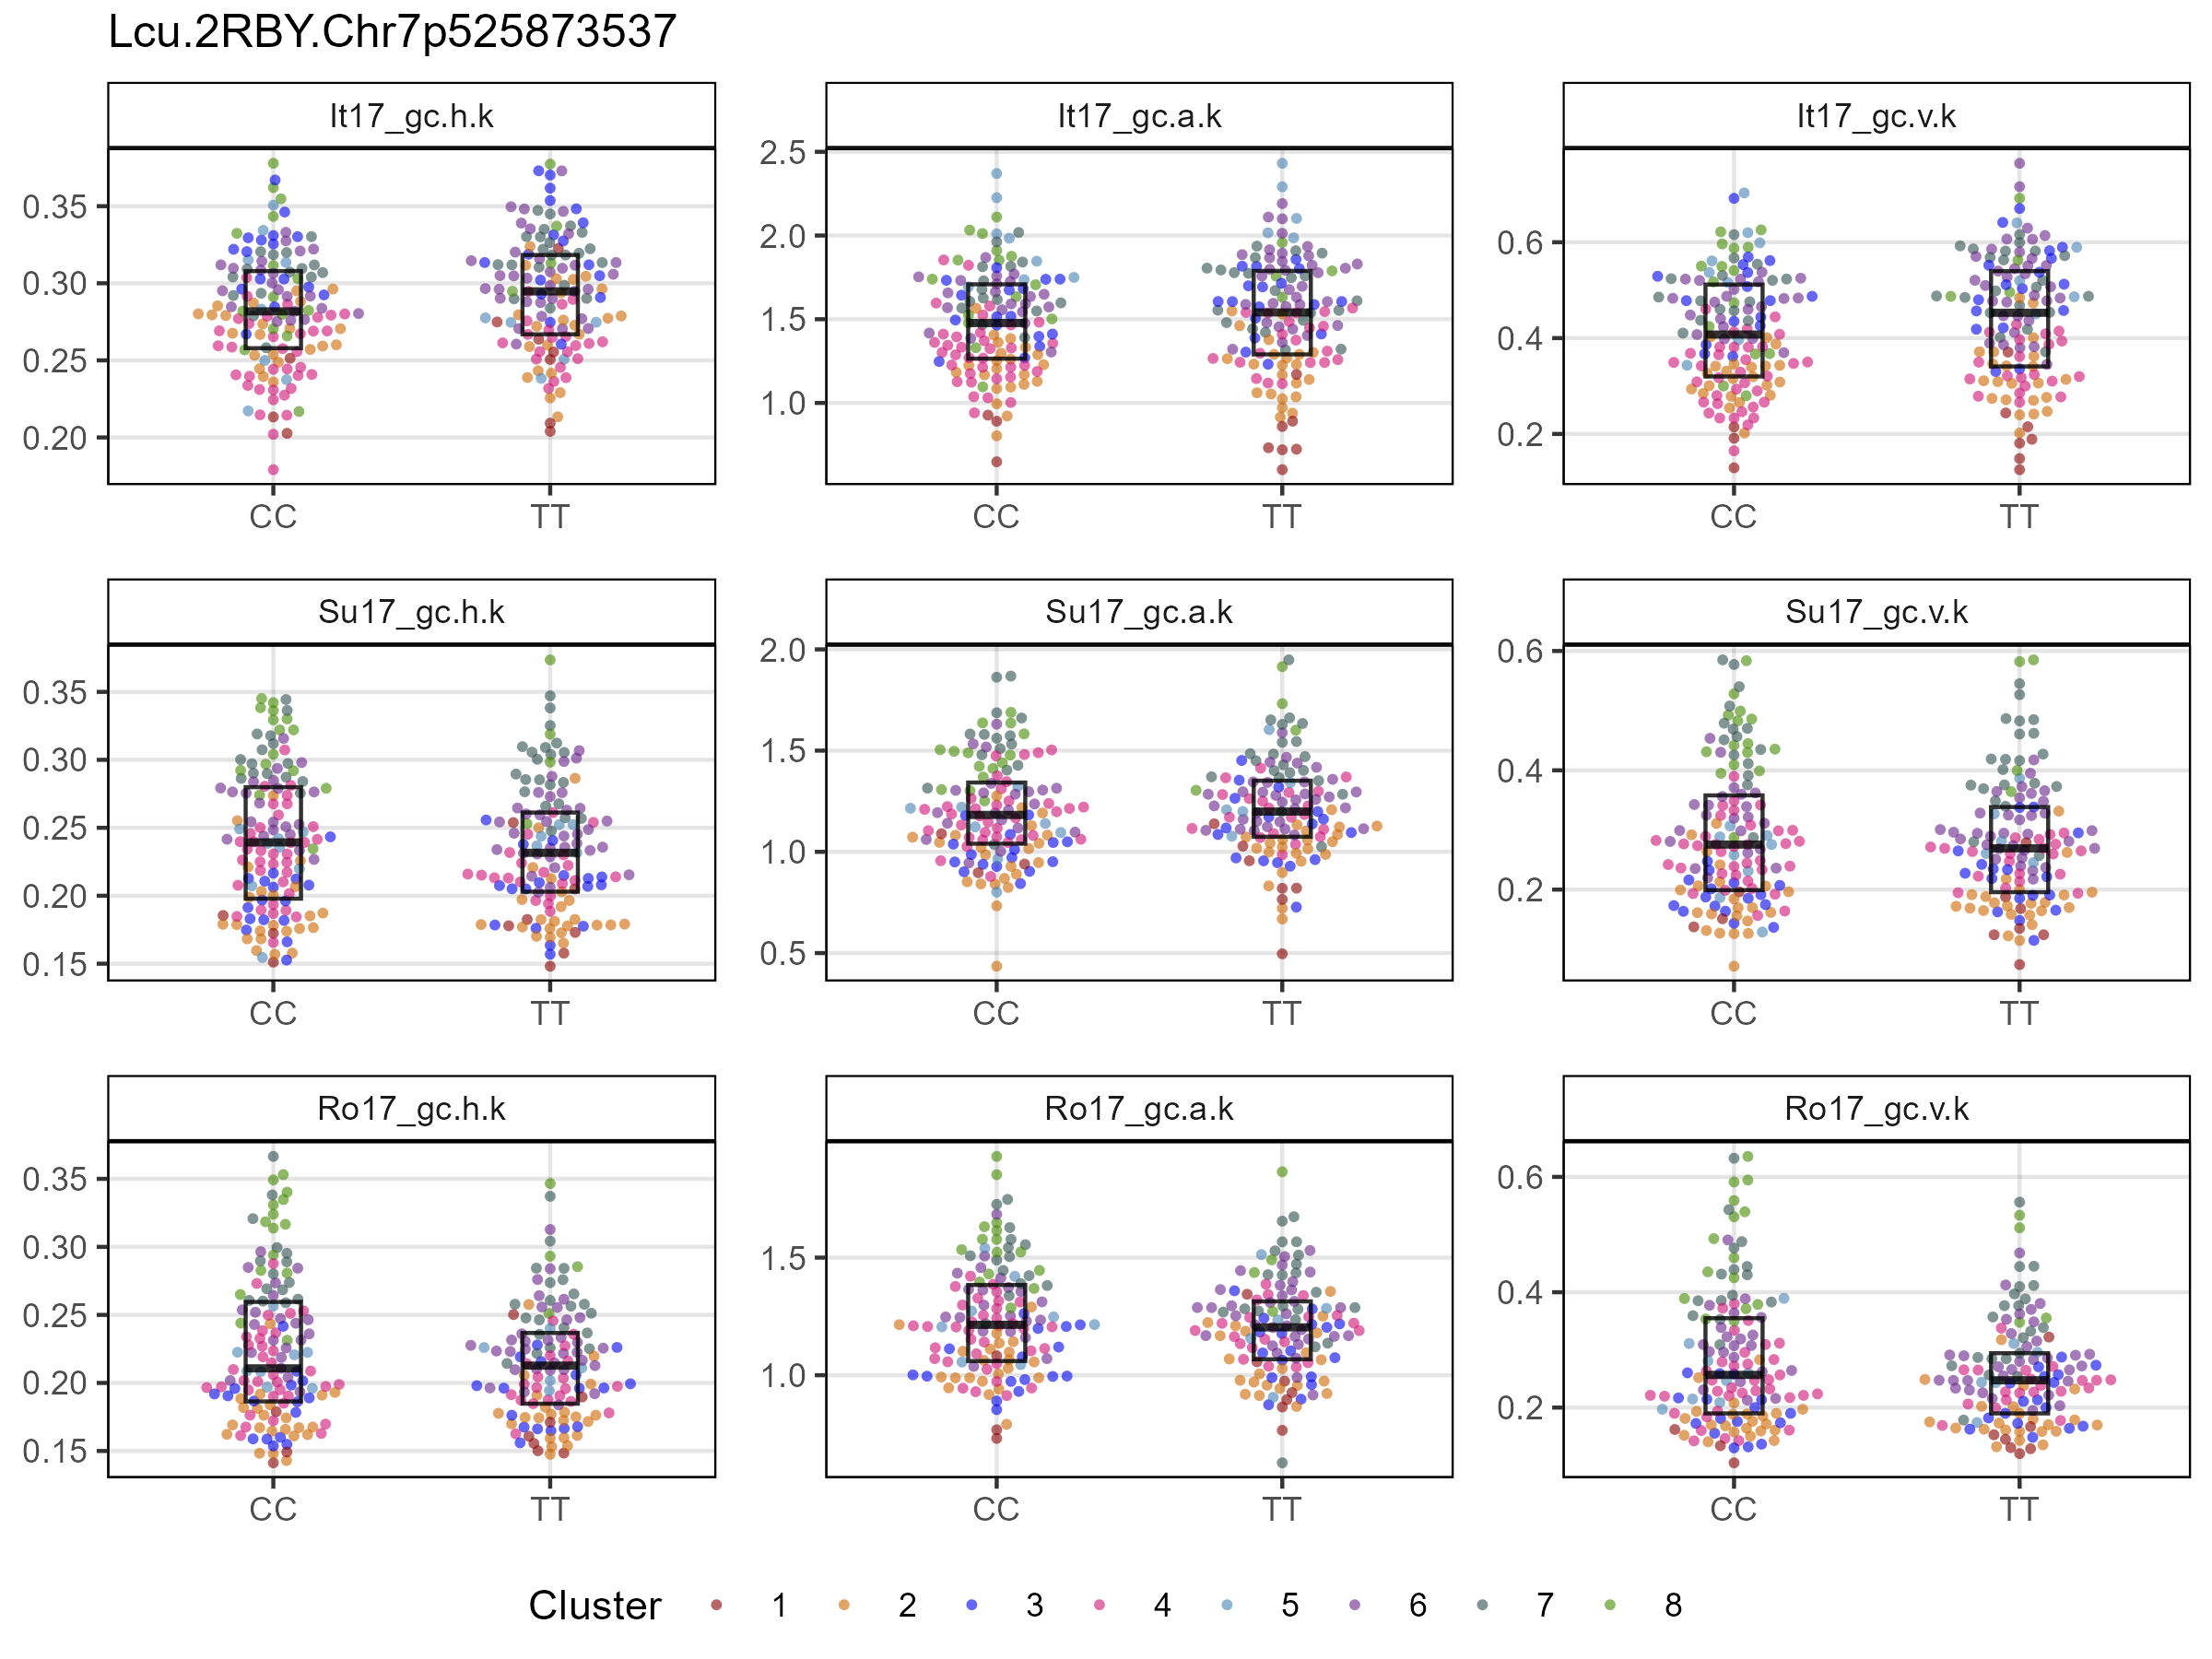 Lcu.2RBY.Chr7p525873537
It17_gc.h.k
It17_gc.a.k
It17_gc.v.k
0.35
0.30
0.25
0.20
2.5
2.0
1.5
1.0
0.6
0.4
0.2
CC TT
CC TT
CC TT
Su17_gc.h.k
Su17_gc.a.k
Su17_gc.v.k
0.35
0.30
0.25
0.20
0.15
2.0
1.5
1.0
0.5
0.6
0.4
0.2
CC TT
CC TT
CC TT
Ro17_gc.h.k
Ro17_gc.a.k
Ro17_gc.v.k
0.35
0.30
0.25
0.20
0.15
1.5
1.0
0.6
0.4
0.2
CC TT
CC TT
CC TT
Cluster 1 2 3 4 5 6 7 8